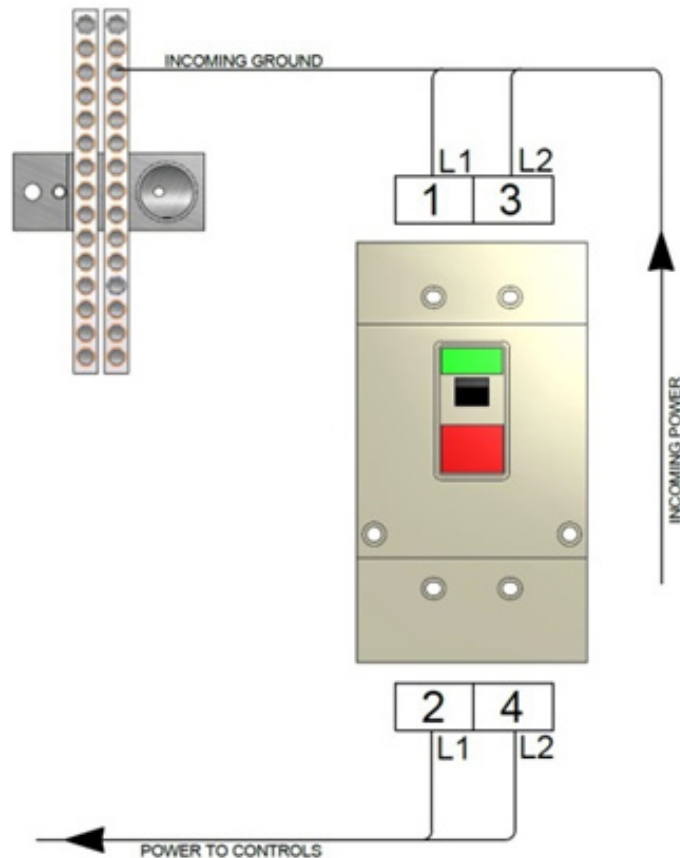 INCOMING GROUND
L1 L2
1 3
INCOMING POWER
2 4
L1 L2
POWER TO CONTROLS